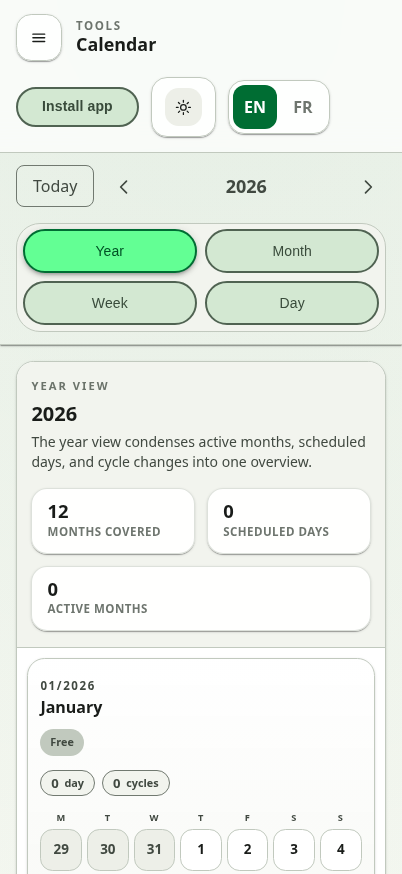 TOOLS
Calendar
Install app
EN FR
Today 2026
Year Month
Week Day
YEAR VIEW
2026
The year view condenses active months, scheduled
days, and cycle changes into one overview.
12 0
MONTHS COVERED SCHEDULED DAYS
0
ACTIVE MONTHS
01/2026
January
Free
0 day 0 cycles
M T W T F S S
29 30 31 1 2 3 4